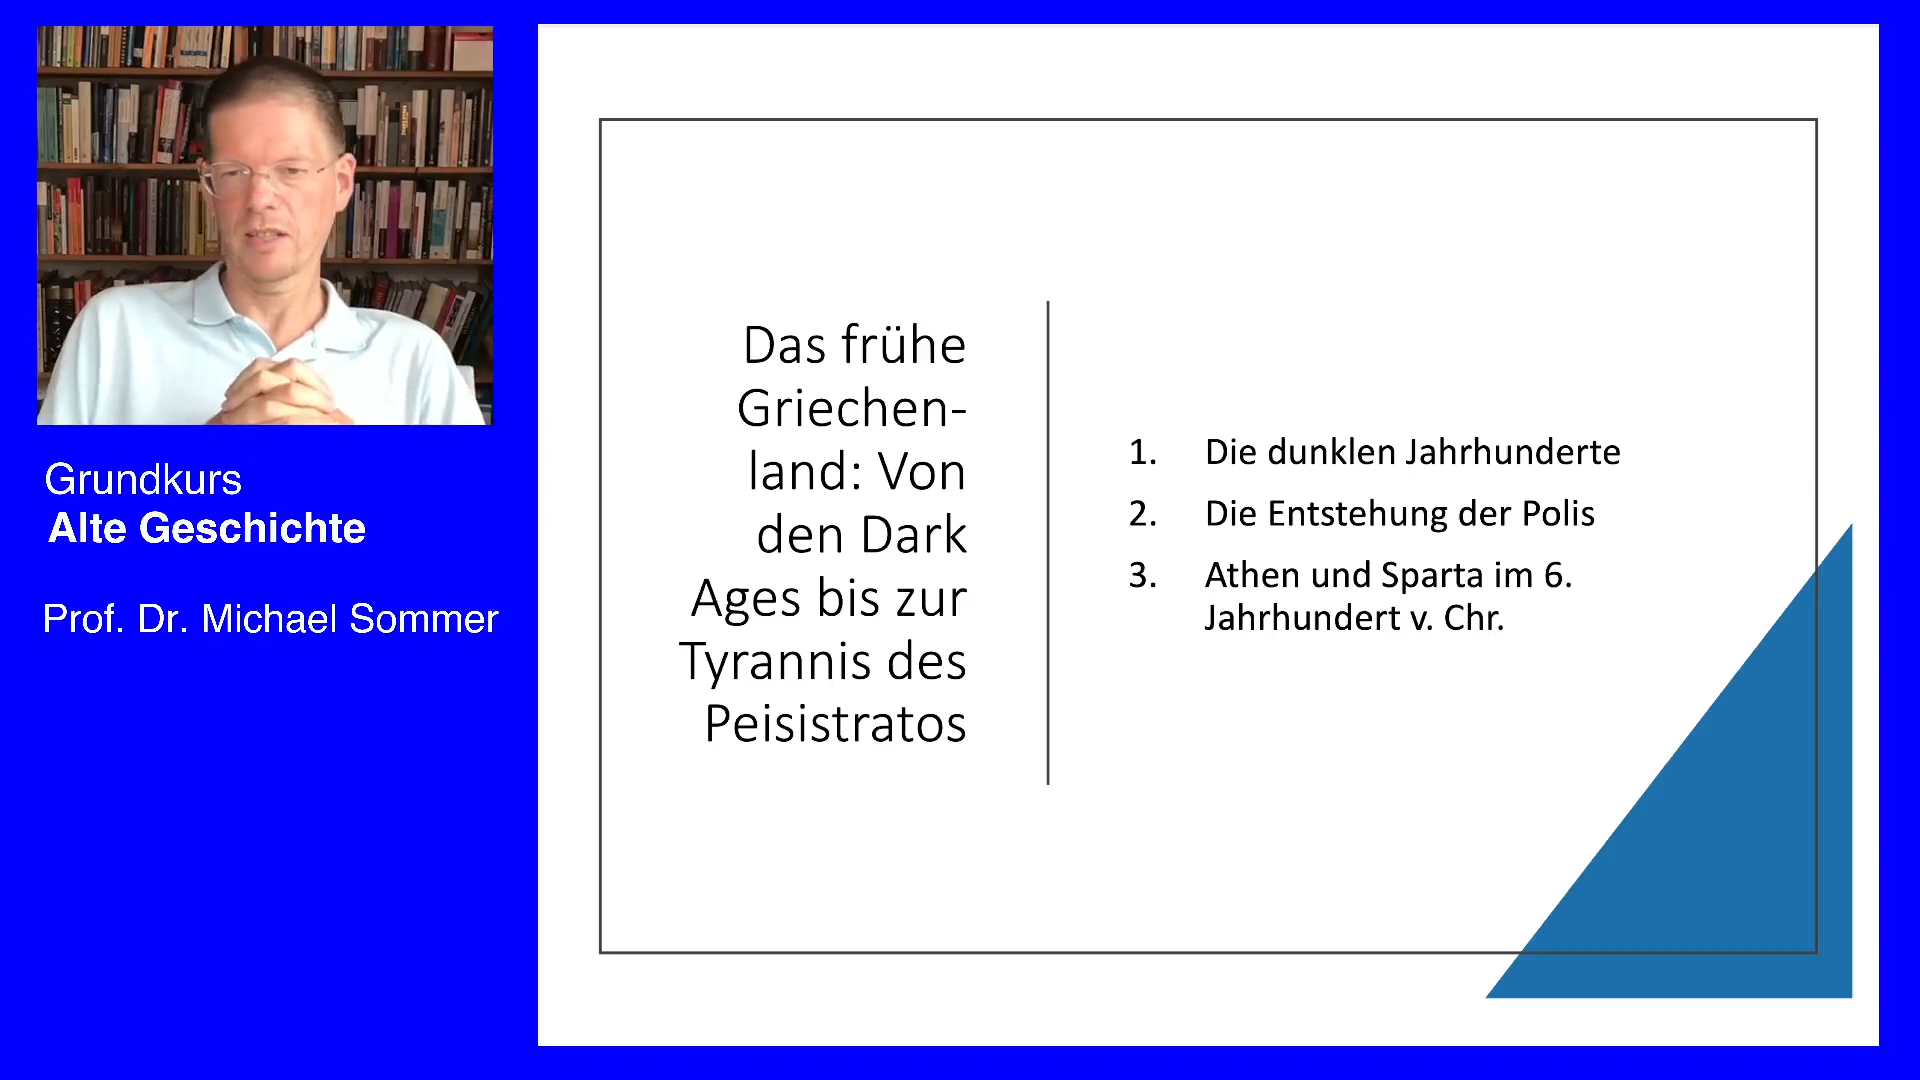 Grundkurs
Alte Geschichte
Prof. Dr. Michael Sommer
Das frühe
Griechen-
land: Von
den Dark
Ages bis zur
Tyrannis des
Peisistratos
1. Die dunklen Jahrhunderte
2. Die Entstehung der Polis
3. Athen und Sparta im 6.
Jahrhundert v. Chr.